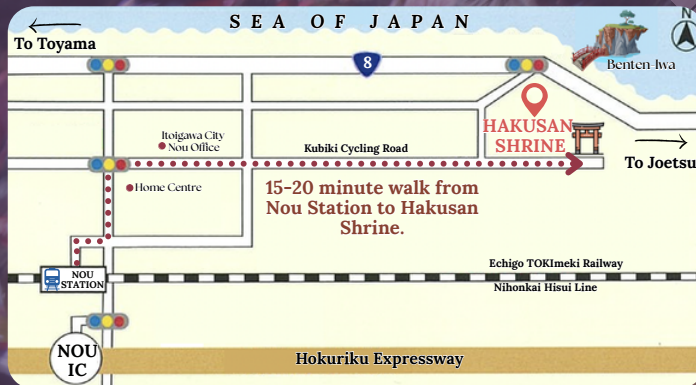 SEA OF JAPAN
N
To Toyama
8
Benten-Iwa
HAKUSAN
SHRINE
Itoigawa City
Nou Office
Kubiki Cycling Road
To Joetsu
Home Centre
15-20 minute walk from
Nou Station to Hakusan
Shrine.
Echigo TOKImeki Railway
NOU
STATION
Nihonkai Hisui Line
NOU
IC
Hokuriku Expressway